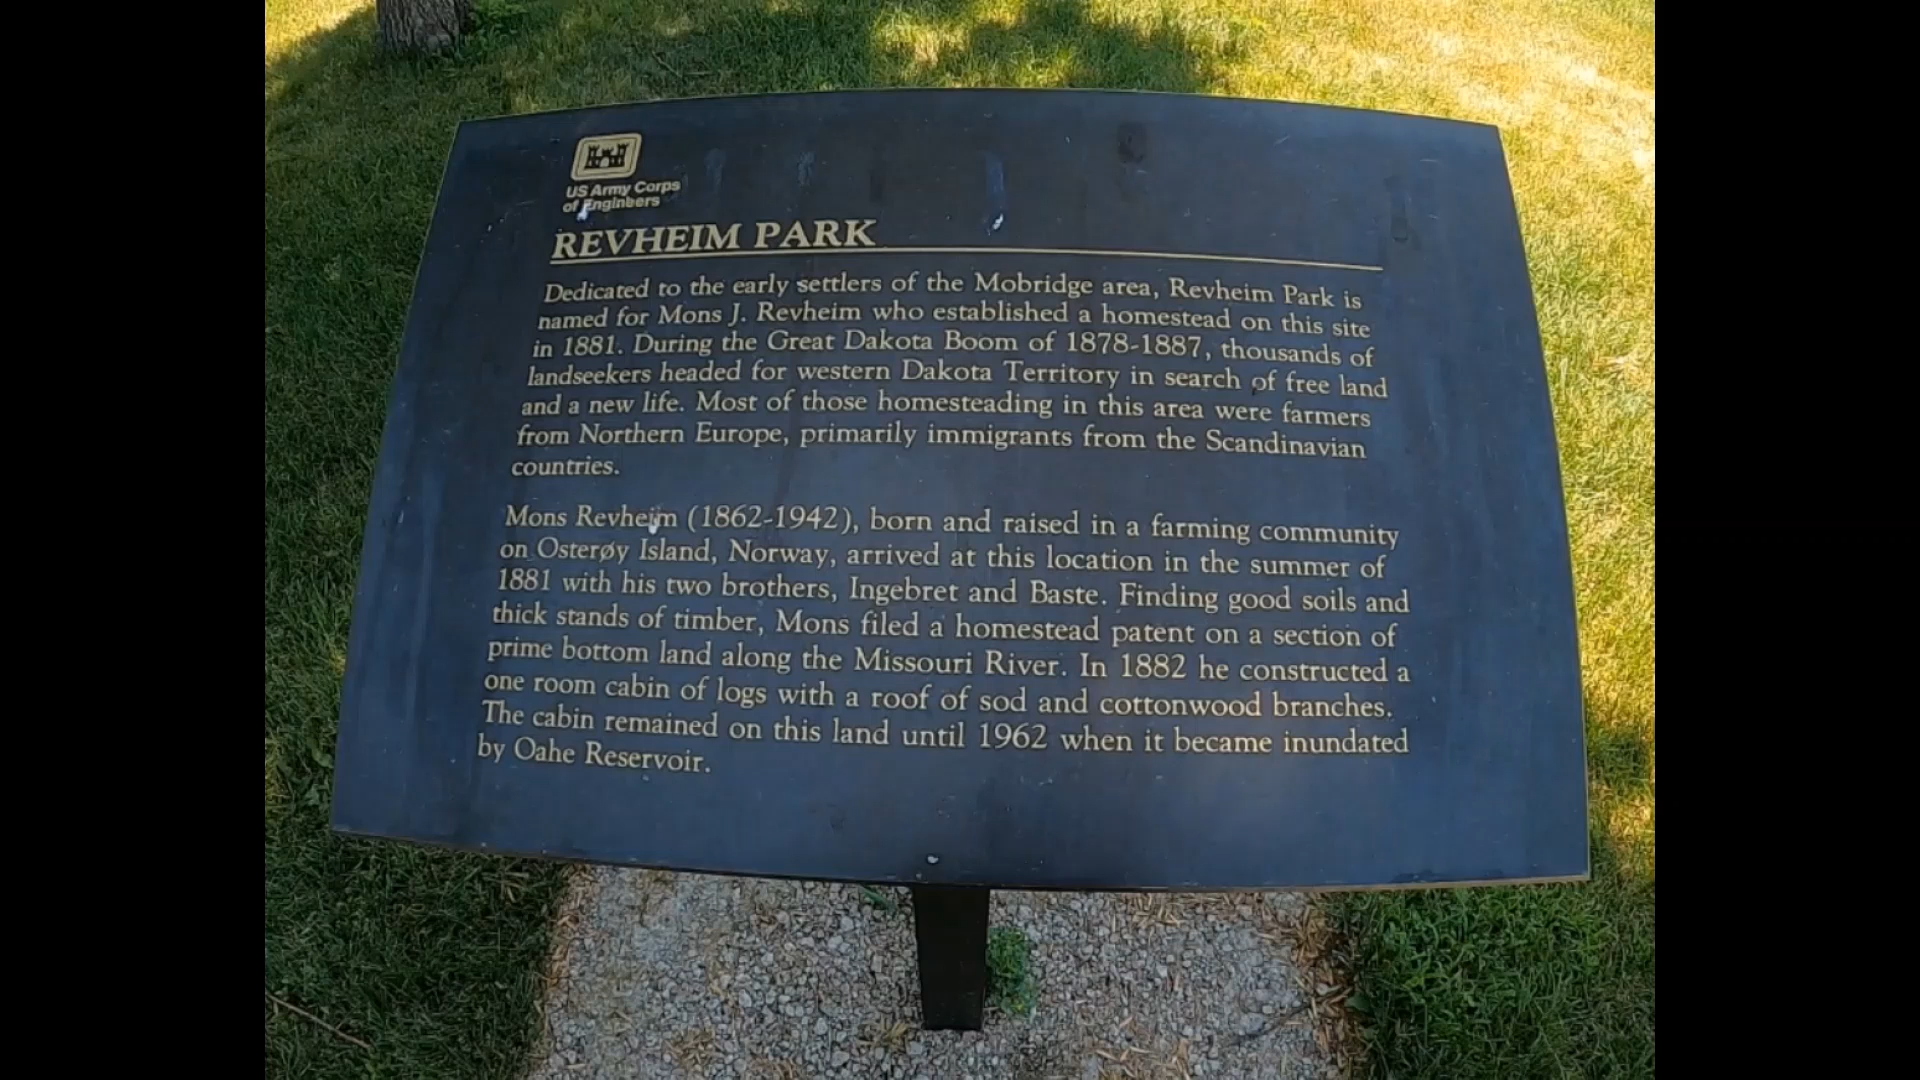 US Army Corps
of Engineers
REVHEIM PARK
Dedicated to the early settlers of the Mobridge area, Revheim Park is
named for Mons J. Revheim who established a homestead on this site
in 1881. During the Great Dakota Boom of 1878-1887, thousands of
landseekers headed for western Dakota Territory in search of free land
and a new life. Most of those homesteading in this area were farmers
from Northern Europe, primarily immigrants from the Scandinavian
countries.
Mons Revheim (1862-1942), born and raised in a farming community
on Osterøy Island, Norway, arrived at this location in the summer of
1881 with his two brothers, Ingebret and Baste. Finding good soils and
thick stands of timber, Mons filed a homestead patent on a section of
prime bottom land along the Missouri River. In 1882 he constructed a
one room cabin of logs with a roof of sod and cottonwood branches.
The cabin remained on this land until 1962 when it became inundated
by Oahe Reservoir.